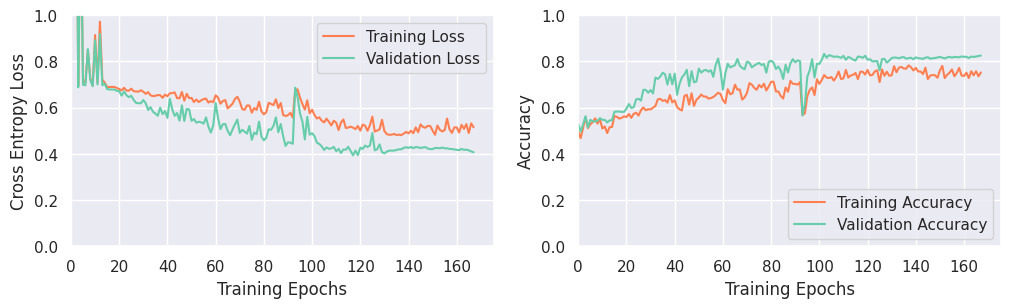 1.0
0.8
0.6
0.4
0.2
0.0
Cross Entropy Loss
Training Loss
Validation Loss
0 20 40 60 80 100 120 140 160
Training Epochs
1.0
0.8
0.6
0.4
0.2
0.0
Accuracy
Training Accuracy
Validation Accuracy
0 20 40 60 80 100 120 140 160
Training Epochs